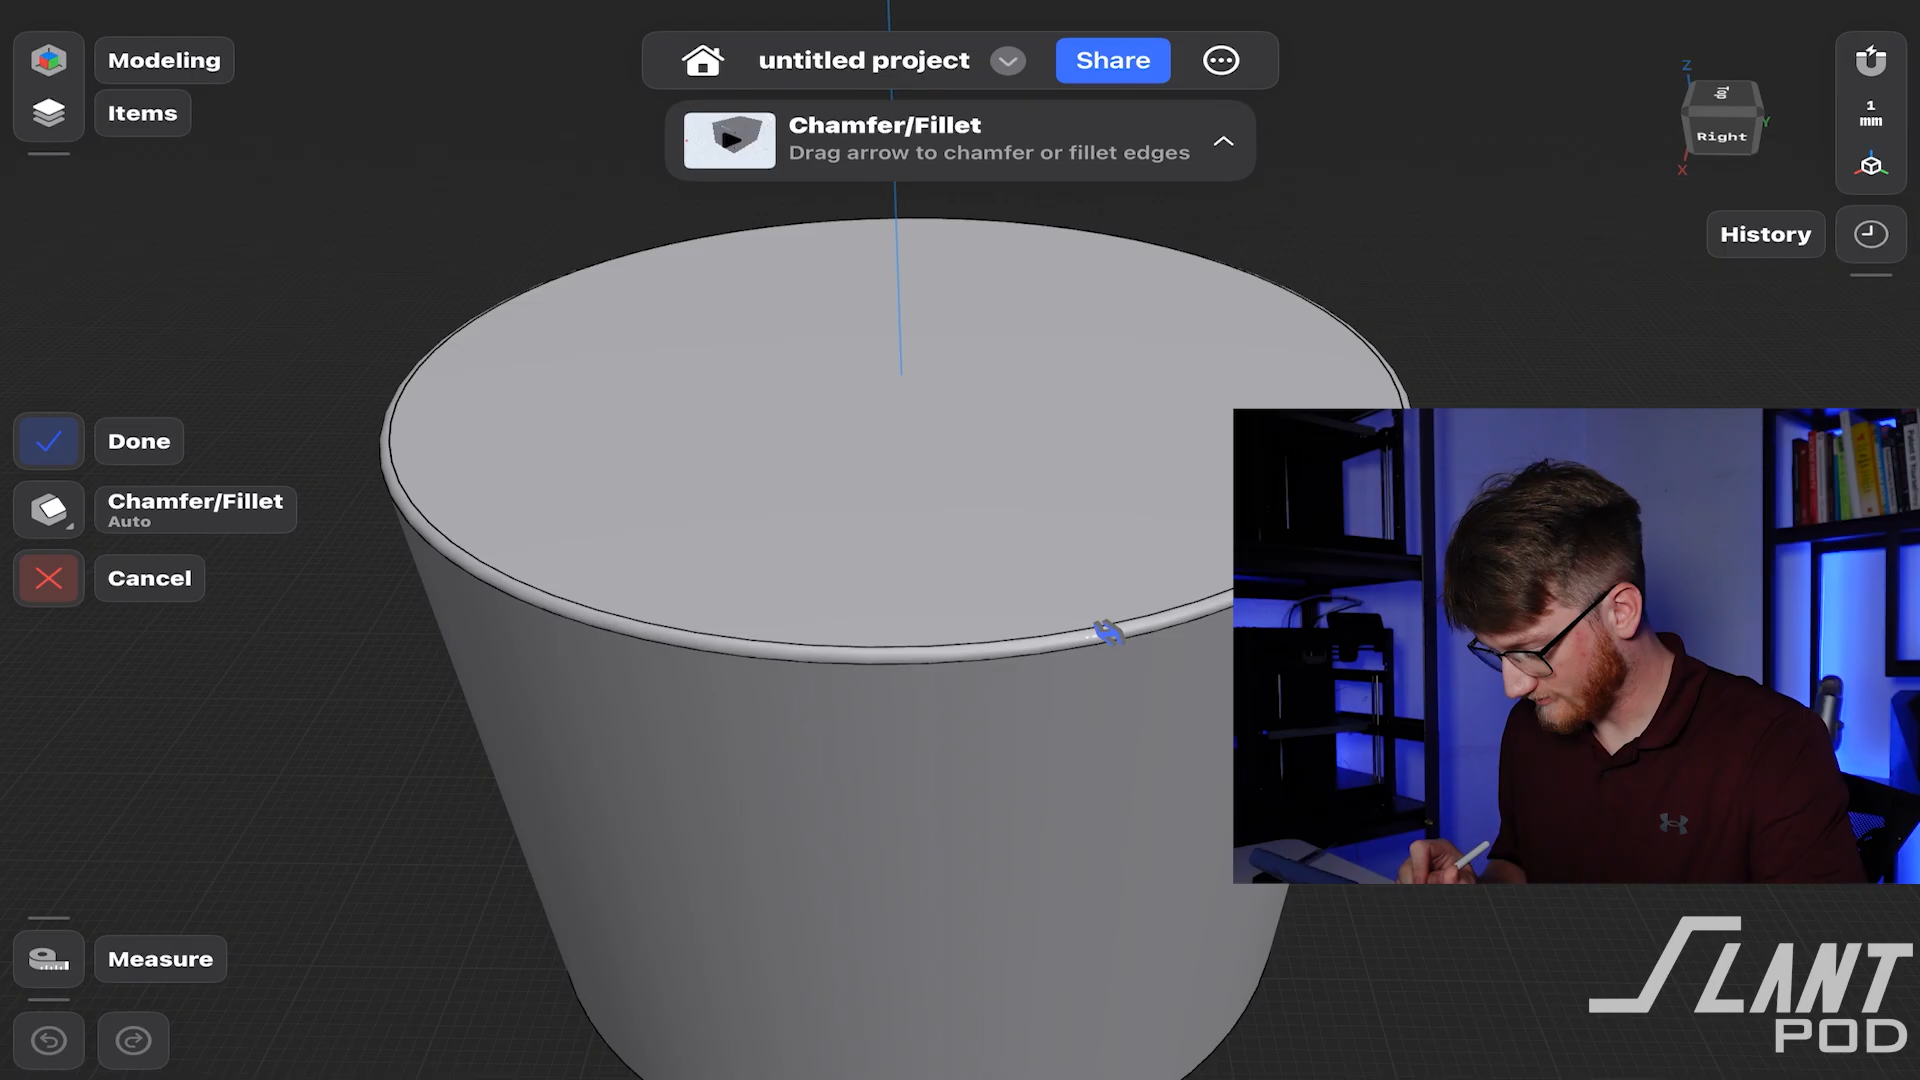 Modeling
Items
untitled project
Share
Chamfer/Fillet
Drag arrow to chamfer or fillet edges
Z
Top
Y
Right
X
1
mm
History
Done
Chamfer/Fillet
Auto
Cancel
Measure
SLANT
POD